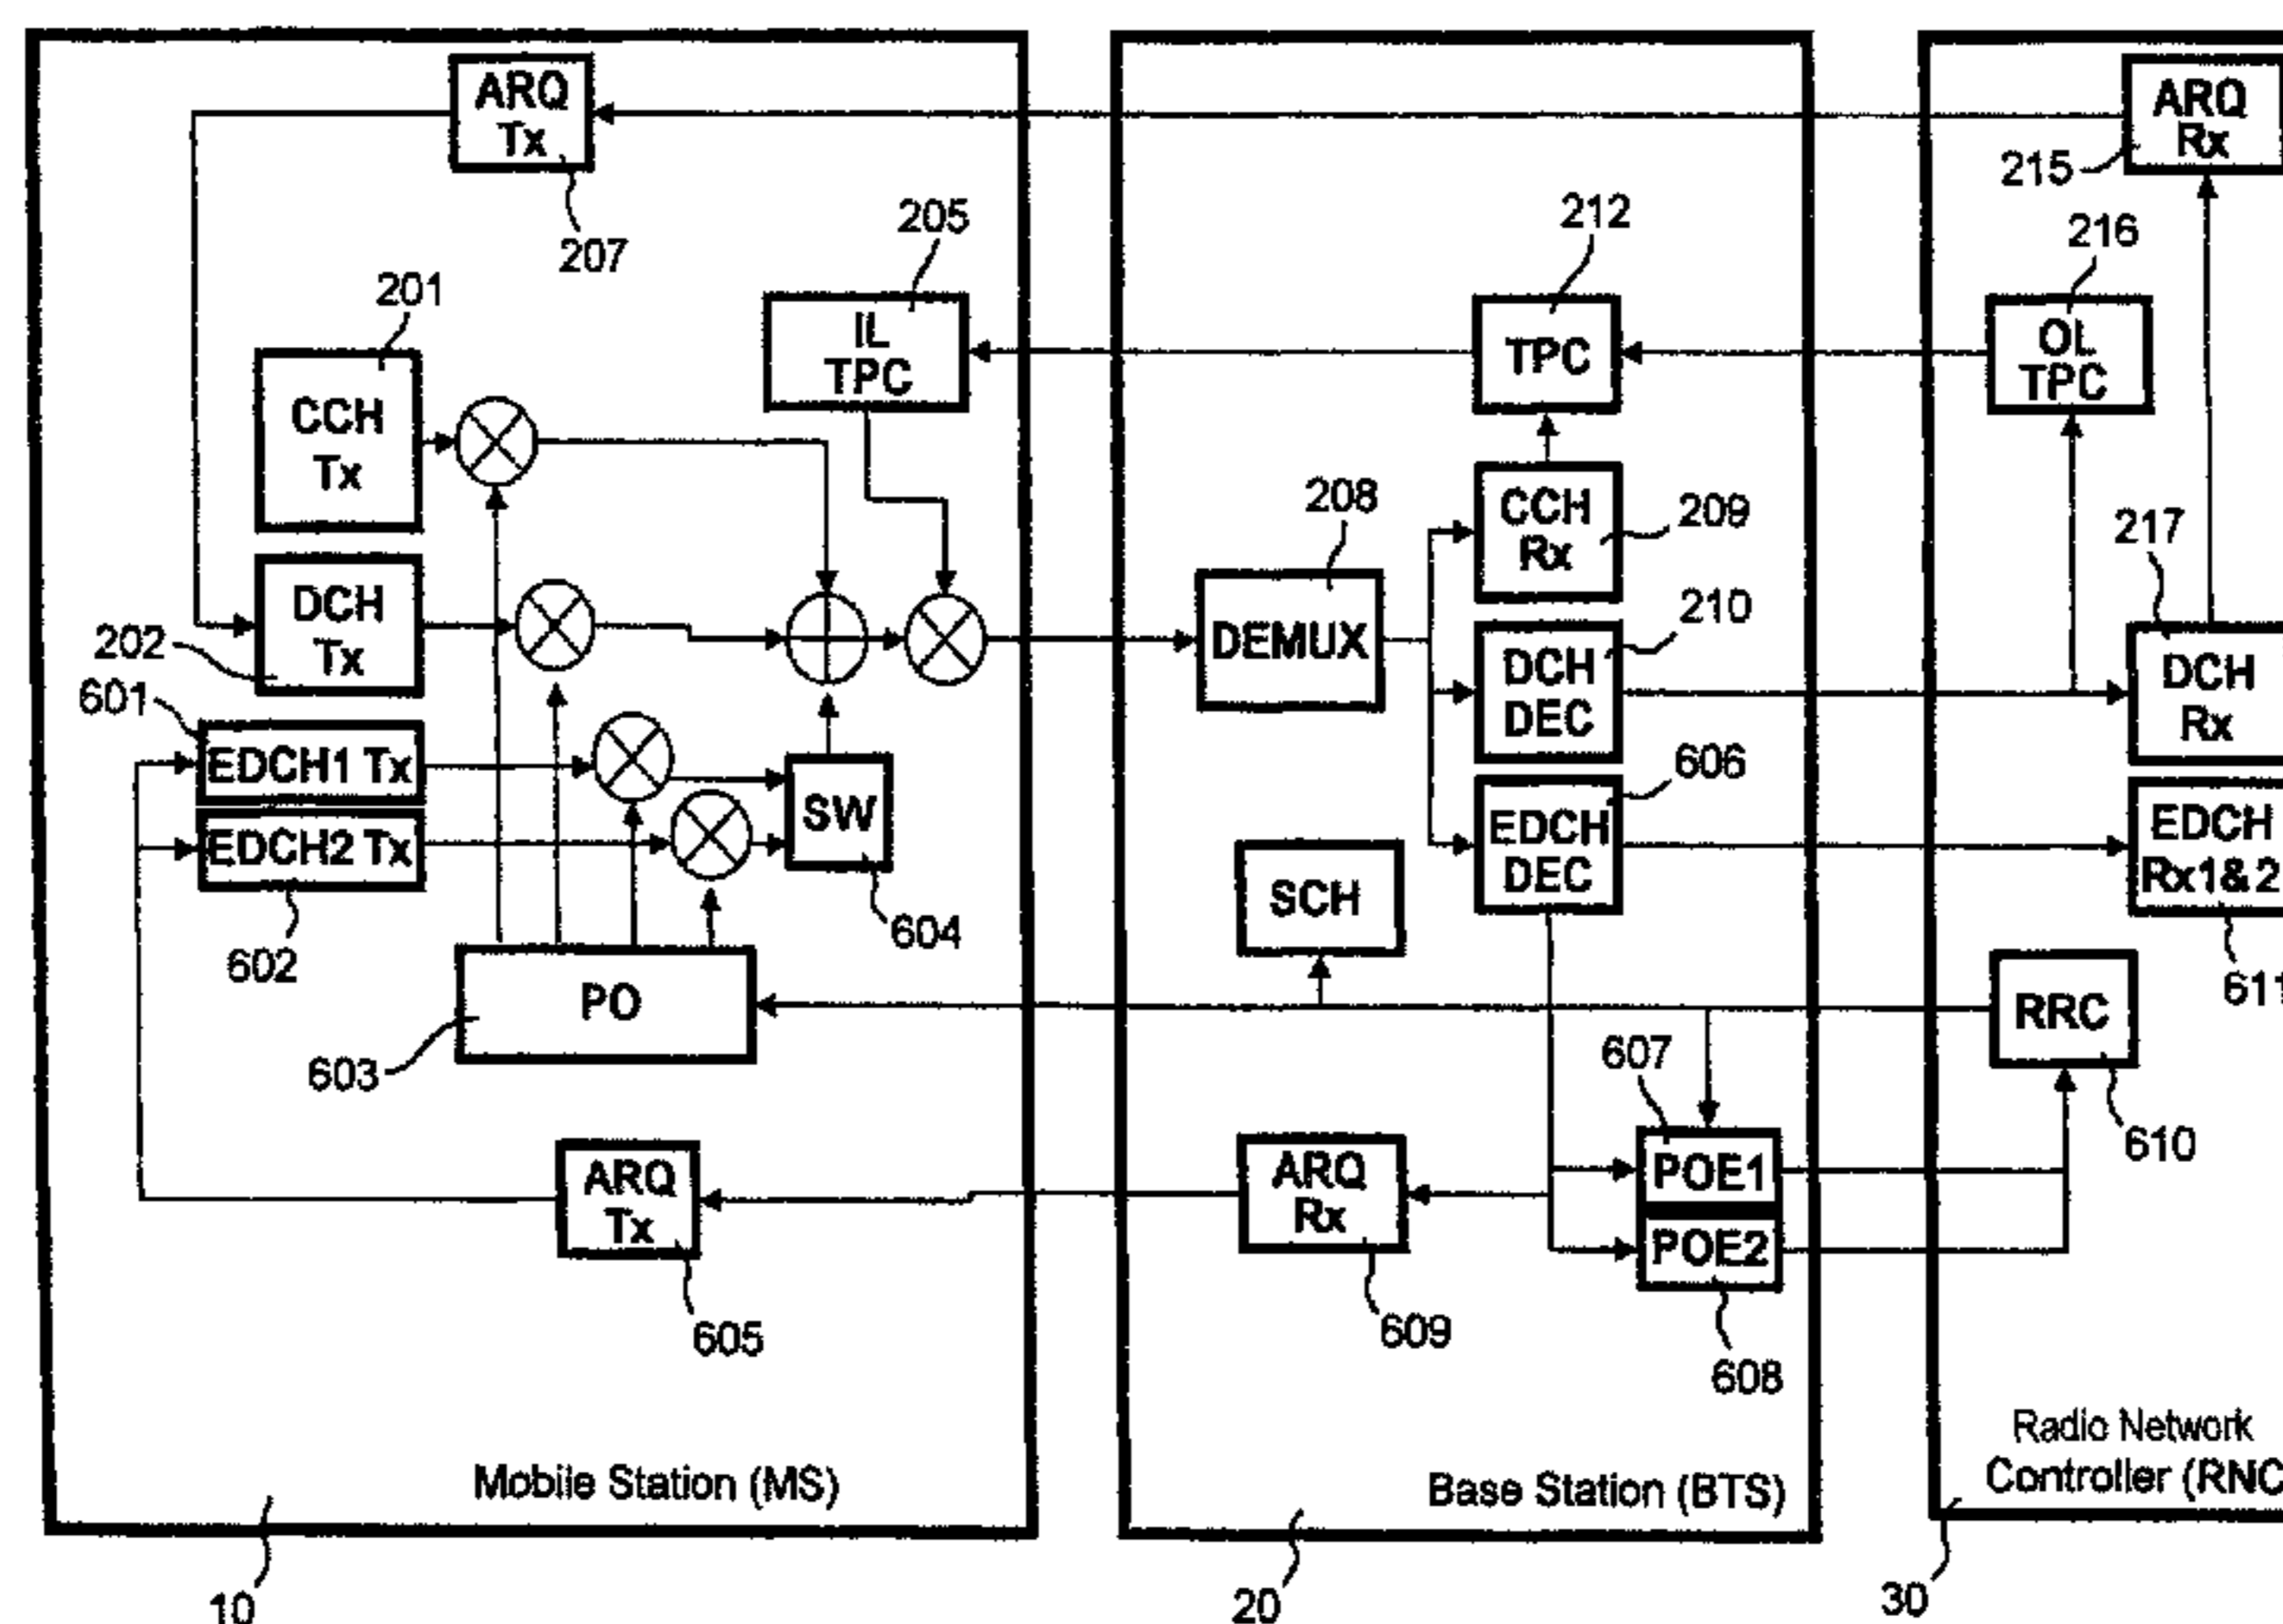 ARQ
Tx
207
ARQ
Rx
215
205
212
216
201
IL
TPC
TPC
OL
TPC
CCH
Tx
208
CCH
Rx
209
217
DCH
Tx
202
DEMUX
210
DCH
DEC
DCH
Rx
601
EDCH1 Tx
EDCH2 Tx
602
SW
604
606
EDCH
DEC
EDCH
Rx1&2
611
SCH
PO
603
RRC
610
607
POE1
POE2
608
ARQ
Tx
605
ARQ
Rx
609
Mobile Station (MS)
Base Station (BTS)
Radio Network
Controller (RNC
10
20
30